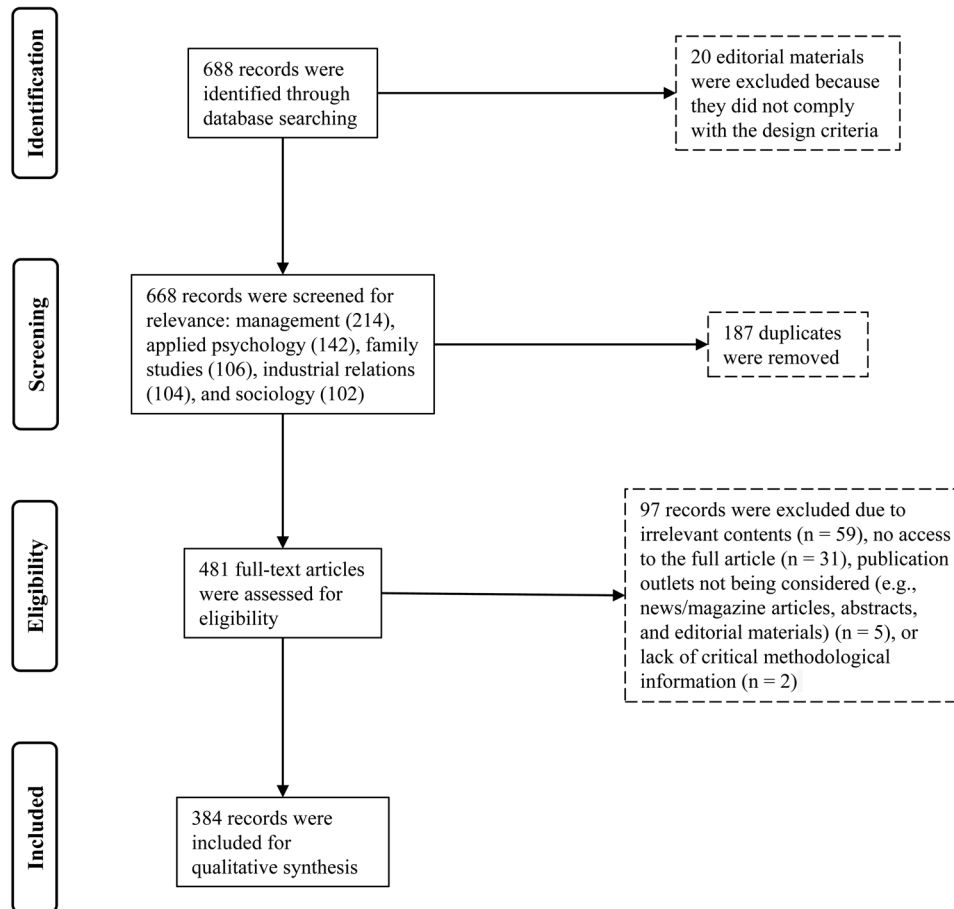 Identification
688 records were
identified through
database searching
20 editorial materials
were excluded because
they did not comply
with the design criteria
Screening
668 records were screened for
relevance: management (214),
applied psychology (142), family
studies (106), industrial relations
(104), and sociology (102)
187 duplicates
were removed
Eligibility
481 full-text articles
were assessed for
eligibility
97 records were excluded due to
irrelevant contents (n = 59), no access
to the full article (n = 31), publication
outlets not being considered (e.g.,
news/magazine articles, abstracts,
and editorial materials) (n = 5), or
lack of critical methodological
information (n = 2)
Included
384 records were
included for
qualitative synthesis